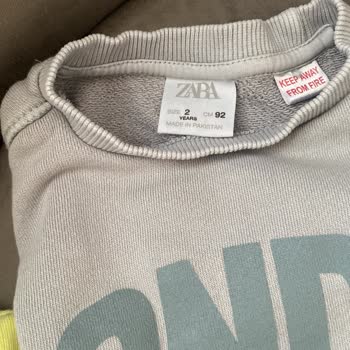 ZARA
SIZE 2 CM 92
YEARS
MADE IN PAKISTAN
KEEP AWAY
FROM FIRE